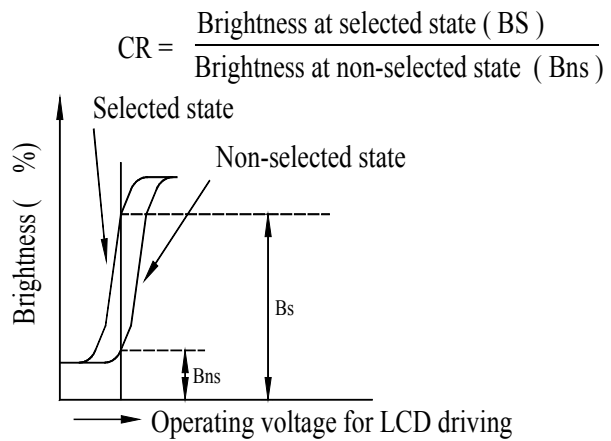 CR = Brightness at selected state ( BS )
Brightness at non-selected state ( Bns )
Selected state
Non-selected state
Brightness ( %)
Bs
Bns
Operating voltage for LCD driving